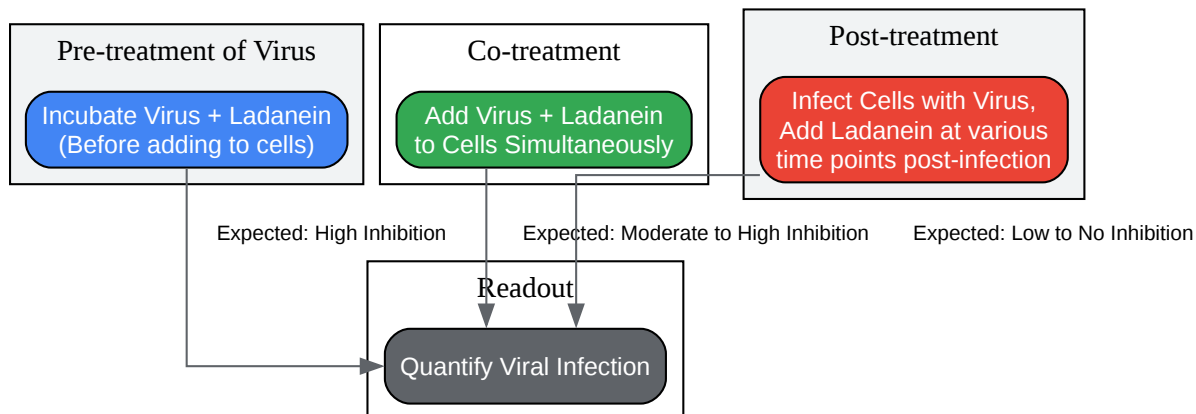 Pre-treatment of Virus
Incubate Virus + Ladanein
(Before adding to cells)
Co-treatment
Add Virus + Ladanein
to Cells Simultaneously
Post-treatment
Infect Cells with Virus,
Add Ladanein at various
time points post-infection
Expected: High Inhibition
Expected: Moderate to High Inhibition
Expected: Low to No Inhibition
Readout
Quantify Viral Infection